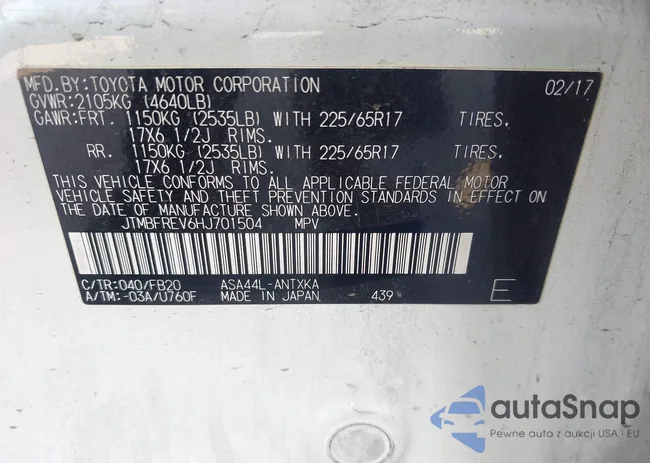 MFD.BY:TOYOTA MOTOR CORPORATION 02/17
GVWR:2105KG (4640LB)
GAWR:FRT. 1150KG (2535LB) WITH 225/65R17 TIRES,
17X6 1/2J RIMS.
RR. 1150KG (2535LB) WITH 225/65R17 TIRES,
17X6 1/2J RIMS.
THIS VEHICLE CONFORMS TO ALL APPLICABLE FEDERAL MOTOR
VEHICLE SAFETY AND THEFT PREVENTION STANDARDS IN EFFECT ON
THE DATE OF MANUFACTURE SHOWN ABOVE.
JTMBFREV6HJ701504 MPV
C/TR:040/FB20 ASA44L-ANTXKA
A/TM:-03A/U760F MADE IN JAPAN 439 E
autaSnap
Pewne auta z aukcji USA i EU